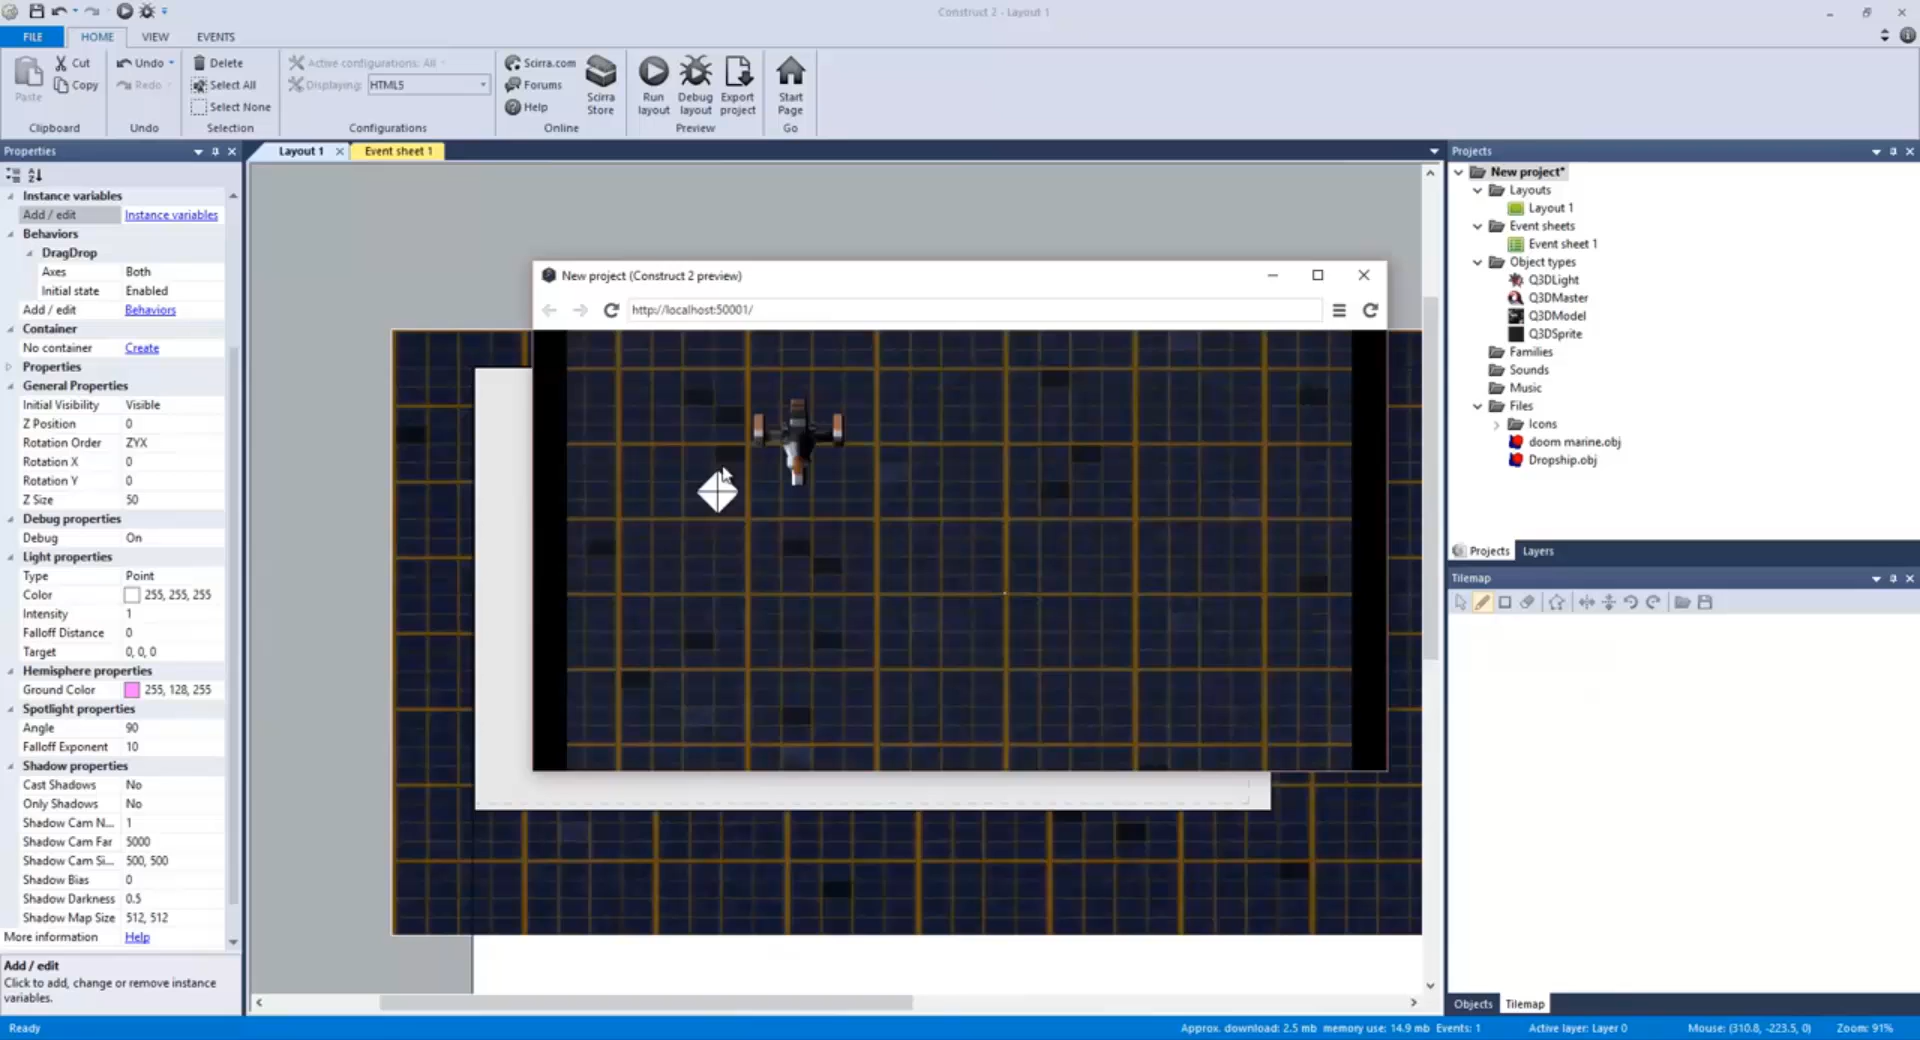 Construct 2 - Layout 1
FILE
HOME
VIEW
EVENTS
Paste
Cut
Copy
Clipboard
Undo
Redo
Undo
Delete
Select All
Select None
Selection
Active configurations: All
Displaying:
HTML5
Configurations
Scirra.com
Forums
Help
Scirra
Store
Online
Run
layout
Debug
layout
Export
project
Preview
Start
Page
Go
Properties
Instance variables
Add / edit Instance variables
Behaviors
DragDrop
Axes Both
Initial state Enabled
Add / edit Behaviors
Container
No container Create
Properties
General Properties
Initial Visibility Visible
Z Position 0
Rotation Order ZYX
Rotation X 0
Rotation Y 0
Z Size 50
Debug properties
Debug On
Light properties
Type Point
Color 255, 255, 255
Intensity 1
Falloff Distance 0
Target 0, 0, 0
Hemisphere properties
Ground Color 255, 128, 255
Spotlight properties
Angle 90
Falloff Exponent 10
Shadow properties
Cast Shadows No
Only Shadows No
Shadow Cam N... 1
Shadow Cam Far 5000
Shadow Cam Si... 500, 500
Shadow Bias 0
Shadow Darkness 0.5
Shadow Map Size 512, 512
More information Help
Add / edit
Click to add, change or remove instance
variables.
Layout 1
Event sheet 1
New project (Construct 2 preview)
http://localhost:50001/
Projects
New project*
Layouts
Layout 1
Event sheets
Event sheet 1
Object types
Q3DLight
Q3DMaster
Q3DModel
Q3DSprite
Families
Sounds
Music
Files
Icons
doom marine.obj
Dropship.obj
Projects
Layers
Tilemap
Objects
Tilemap
Ready
Approx. download: 2.5 mb memory use: 14.9 mb Events: 1
Active layer: Layer 0
Mouse: (310.8, -223.5, 0)
Zoom: 91%